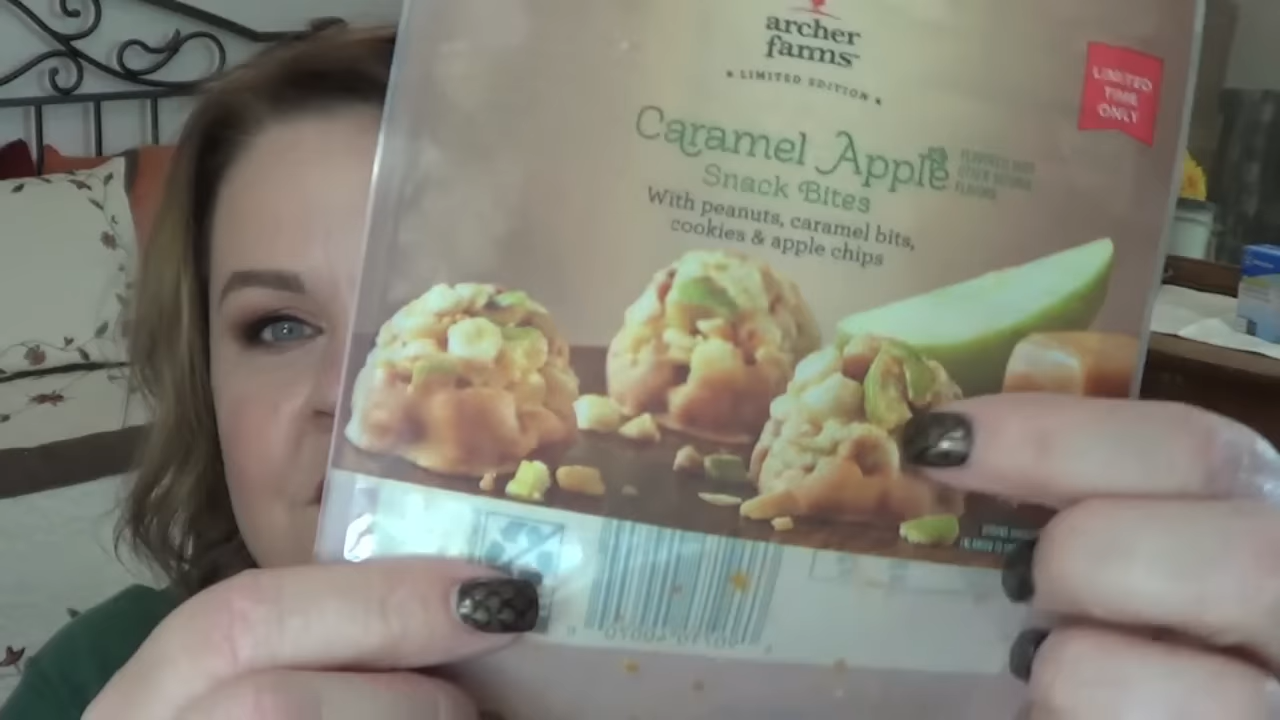 archer
farms
LIMITED EDITION
LIMITED
TIME
ONLY
Caramel Apple
Snack Bites
With peanuts, caramel bits,
cookies & apple chips